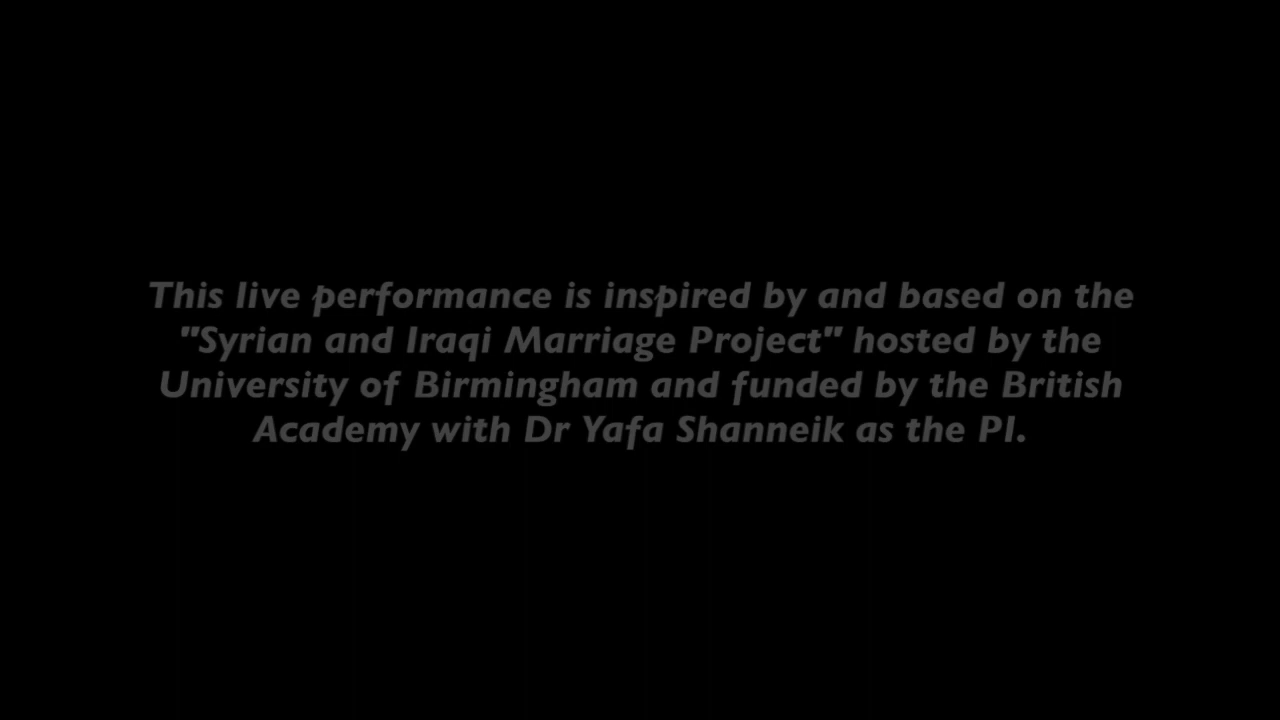 This live performance is inspired by and based on the
"Syrian and Iraqi Marriage Project" hosted by the
University of Birmingham and funded by the British
Academy with Dr Yafa Shanneik as the PI.